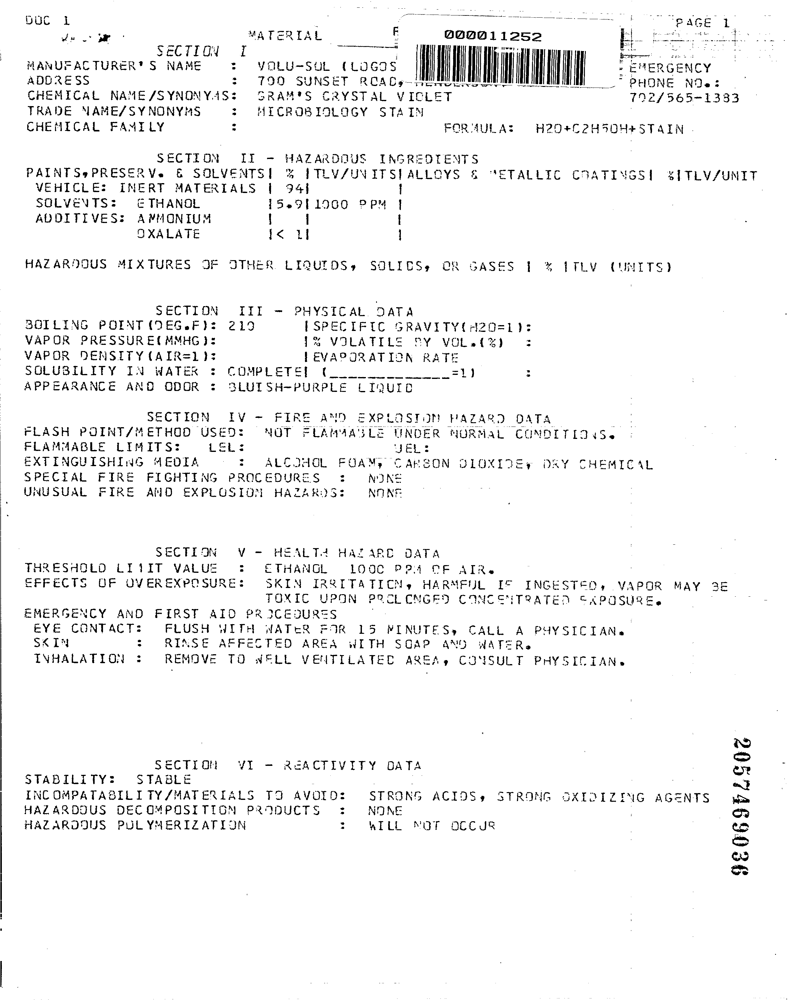 DOC 1 PAGE 1
MATERIAL
000011252
SECTION I
MANUFACTURER'S NAME : VOLU-SOL (LOGOS EMERGENCY
ADDRESS : 700 SUNSET ROAD, PHONE NO.:
CHEMICAL NAME/SYNONYMS: GRAM'S CRYSTAL VIOLET 702/565-1383
TRADE NAME/SYNONYMS : MICROBIOLOGY STAIN
CHEMICAL FAMILY : FORMULA: H2O+C2H5OH+STAIN
SECTION II - HAZARDOUS INGREDIENTS
PAINTS,PRESERV. & SOLVENTS| % |TLV/UNITS|ALLOYS & METALLIC COATINGS| %|TLV/UNIT
VEHICLE: INERT MATERIALS | 94| |
SOLVENTS: ETHANOL |5.9|1000 PPM |
ADDITIVES: AMMONIUM | | |
OXALATE |< 1| |
HAZARDOUS MIXTURES OF OTHER LIQUIDS, SOLIDS, OR GASES | % |TLV (UNITS)
SECTION III - PHYSICAL DATA
BOILING POINT(DEG.F): 210 |SPECIFIC GRAVITY(H2O=1):
VAPOR PRESSURE(MMHG): |% VOLATILE BY VOL.(%) :
VAPOR DENSITY(AIR=1): |EVAPORATION RATE
SOLUBILITY IN WATER : COMPLETE| (_____________=1) :
APPEARANCE AND ODOR : BLUISH-PURPLE LIQUID
SECTION IV - FIRE AND EXPLOSION HAZARD DATA
FLASH POINT/METHOD USED: NOT FLAMMABLE UNDER NORMAL CONDITIONS.
FLAMMABLE LIMITS: LEL: UEL:
EXTINGUISHING MEDIA : ALCOHOL FOAM, CARBON DIOXIDE, DRY CHEMICAL
SPECIAL FIRE FIGHTING PROCEDURES : NONE
UNUSUAL FIRE AND EXPLOSION HAZARDS: NONE
SECTION V - HEALTH HAZARD DATA
THRESHOLD LIMIT VALUE : ETHANOL 1000 PPM OF AIR.
EFFECTS OF OVEREXPOSURE: SKIN IRRITATION, HARMFUL IF INGESTED, VAPOR MAY BE
TOXIC UPON PROLONGED CONCENTRATED EXPOSURE.
EMERGENCY AND FIRST AID PROCEDURES
EYE CONTACT: FLUSH WITH WATER FOR 15 MINUTES, CALL A PHYSICIAN.
SKIN : RINSE AFFECTED AREA WITH SOAP AND WATER.
INHALATION : REMOVE TO WELL VENTILATED AREA, CONSULT PHYSICIAN.
SECTION VI - REACTIVITY DATA
STABILITY: STABLE
INCOMPATABILITY/MATERIALS TO AVOID: STRONG ACIDS, STRONG OXIDIZING AGENTS
HAZARDOUS DECOMPOSITION PRODUCTS : NONE
HAZARDOUS POLYMERIZATION : WILL NOT OCCUR
2057469036